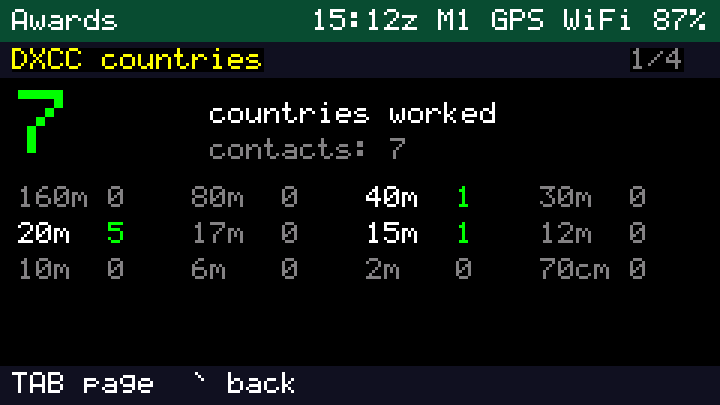 Awards 15:12z M1 GPS WiFi 87%
DXCC countries 1/4
7 countries worked
contacts: 7
160m 0 80m 0 40m 1 30m 0
20m 5 17m 0 15m 1 12m 0
10m 0 6m 0 2m 0 70cm 0
TAB page ` back